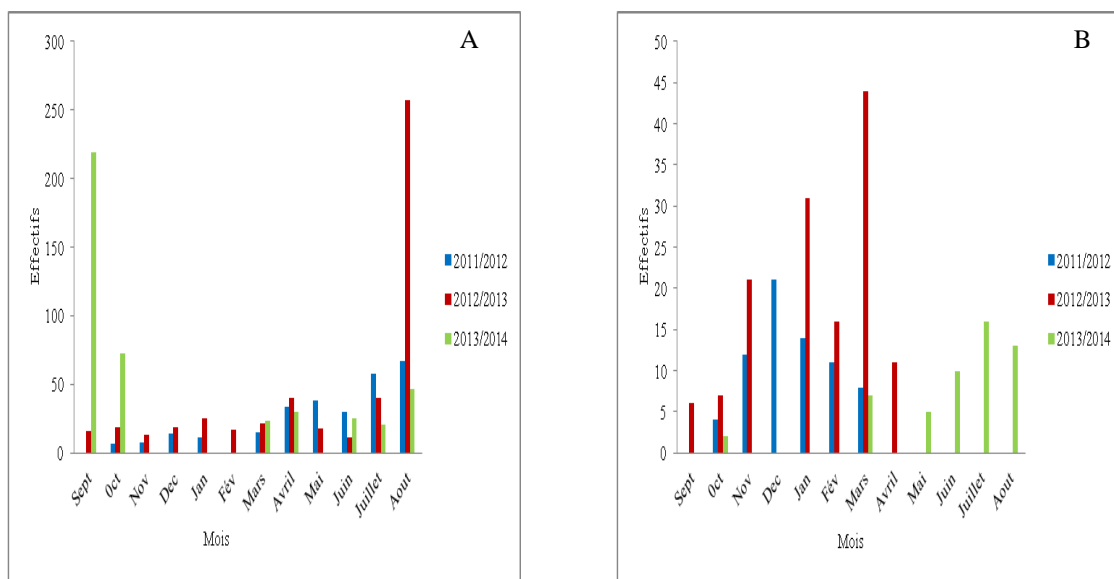 A
300
250
200
150
100
50
0
Effectifs
Sept
0ct
Nov
Dec
Jan
Fév
Mars
Avril
Mai
Juin
Juillet
Aout
Mois
2011/2012
2012/2013
2013/2014
B
50
45
40
35
30
25
20
15
10
5
0
Effectifs
Sept
0ct
Nov
Dec
Jan
Fév
Mars
Avril
Mai
Juin
Juillet
Aout
Mois
2011/2012
2012/2013
2013/2014